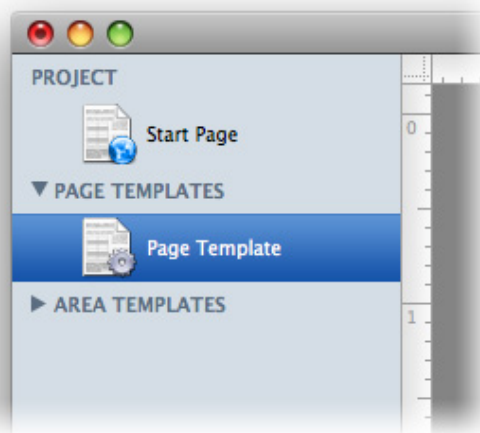 PROJECT
Start Page
PAGE TEMPLATES
Page Template
AREA TEMPLATES
0
1